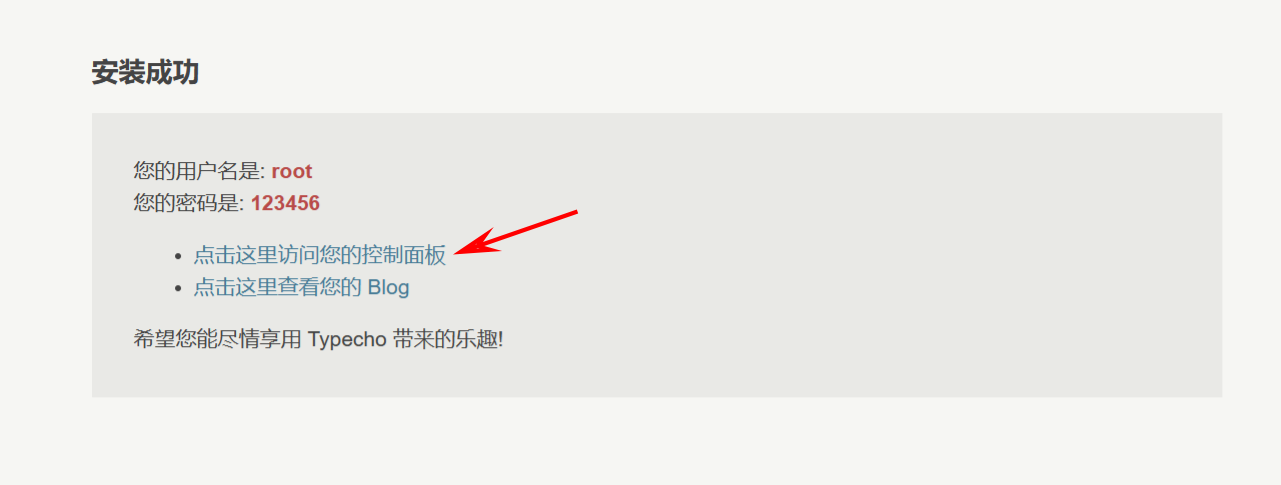 安装成功
您的用户名是: root
您的密码是: 123456
点击这里访问您的控制面板
点击这里查看您的 Blog
希望您能尽情享用 Typecho 带来的乐趣!